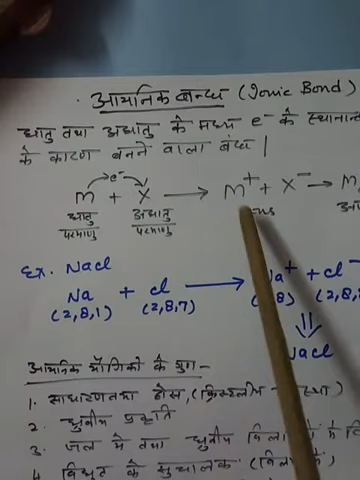 आयनिक बन्ध (Ionic Bond)
धातु तथा अधातु के मध्य e⁻ के स्थानान्
के कारण बनने वाला बंध |
e⁻
M + X → M⁺ + X⁻ → M
धातु परमाणु अधातु परमाणु
Ex. Nacl
Na + cl → Na⁺ + cl⁻
(2,8,1) (2,8,7) (2,8,8
Nacl
आयनिक यौगिकों के गुण -
1. साधारणतया ठोस, (क्रिस्टलीय
2. ध्रुवीय प्रकृति
3. जल मे तथा ध्रुवीय
4. विद्युत के सुचालक